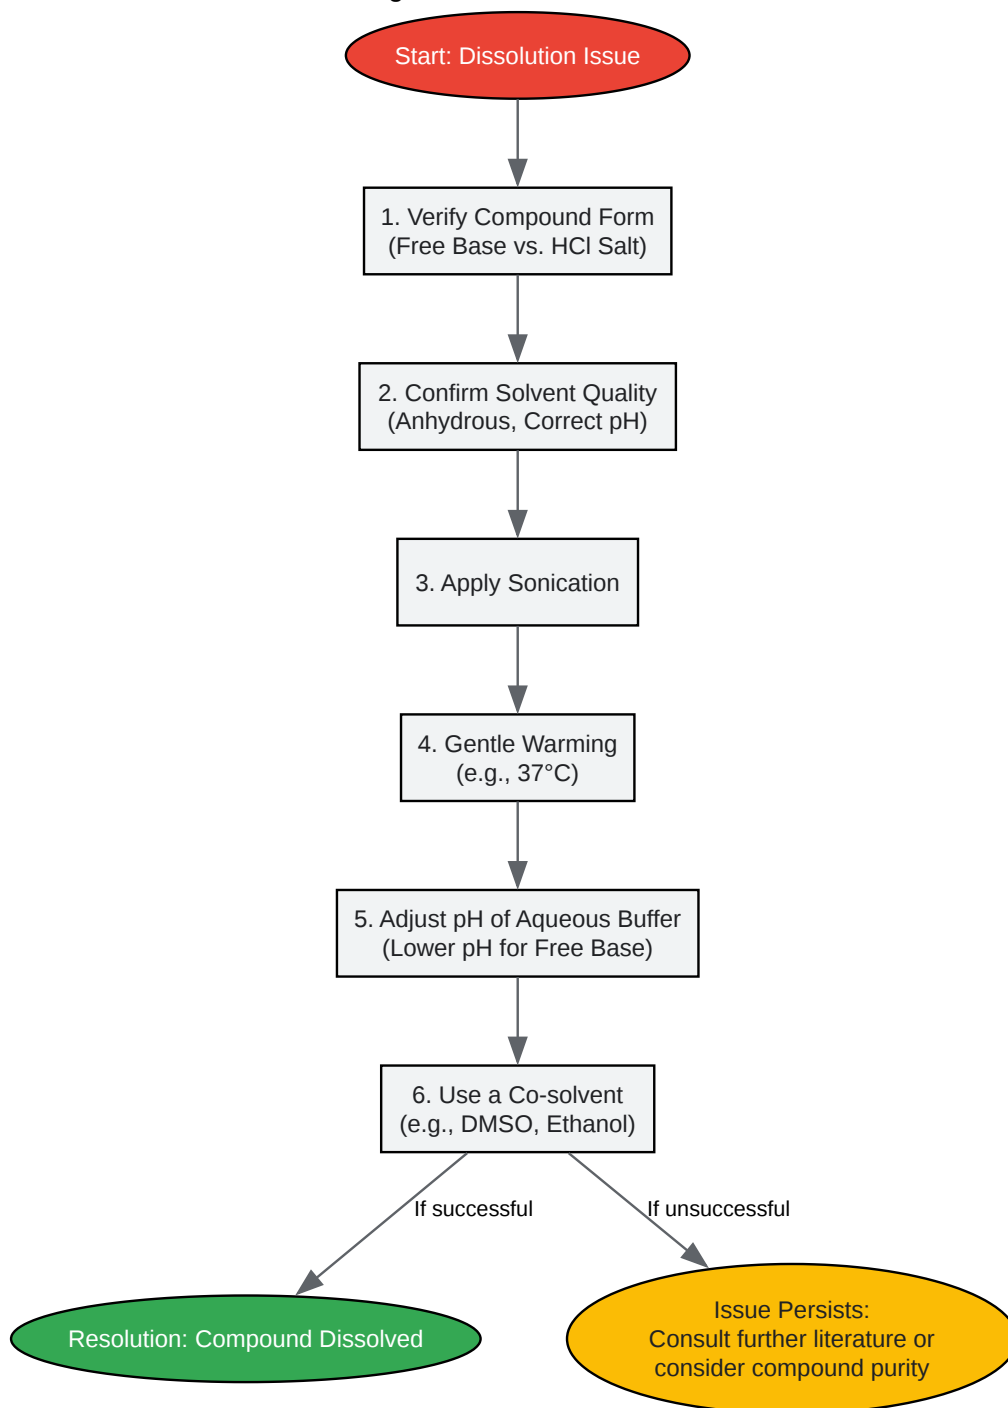 Start: Dissolution Issue
1. Verify Compound Form
(Free Base vs. HCl Salt)
2. Confirm Solvent Quality
(Anhydrous, Correct pH)
3. Apply Sonication
4. Gentle Warming
(e.g., 37°C)
5. Adjust pH of Aqueous Buffer
(Lower pH for Free Base)
6. Use a Co-solvent
(e.g., DMSO, Ethanol)
If successful
If unsuccessful
Resolution: Compound Dissolved
Issue Persists:
Consult further literature or
consider compound purity